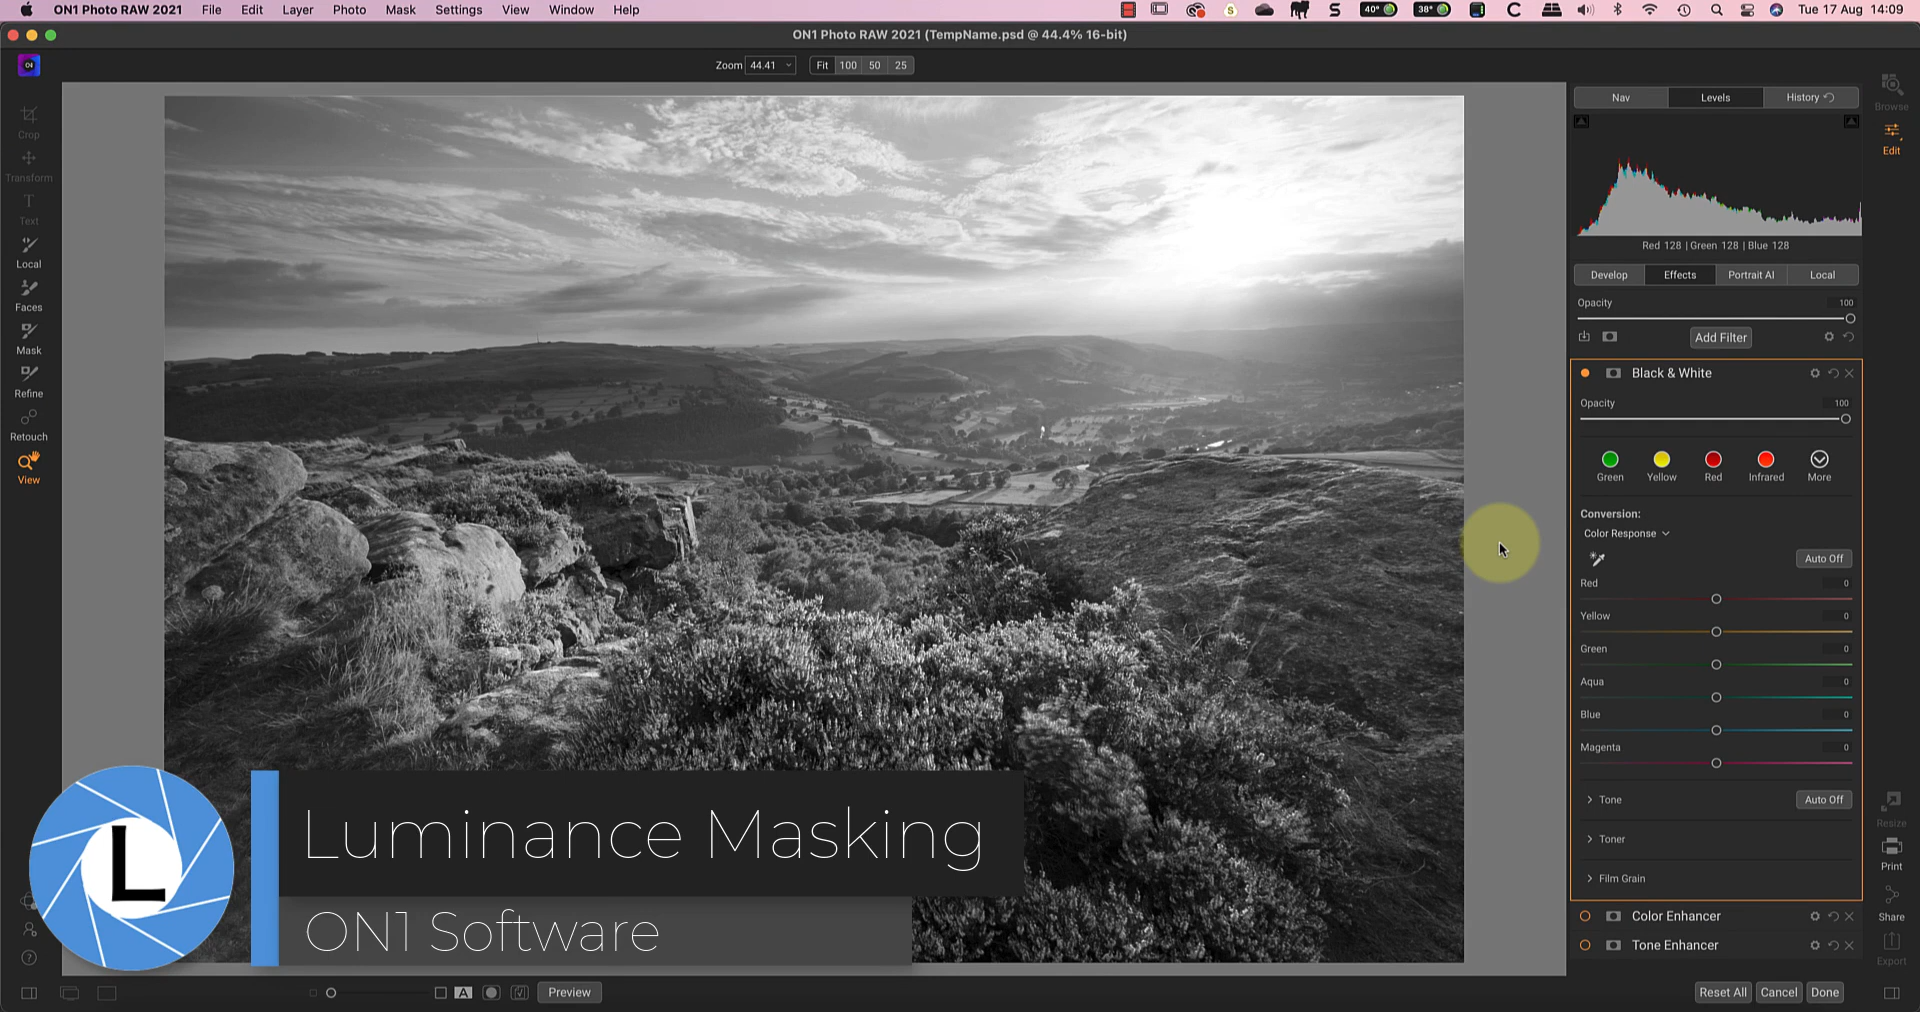 ON1 Photo RAW 2021 File Edit Layer Photo Mask Settings View Window Help 40° 38° Tue 17 Aug 14:09
ON1 Photo RAW 2021 (TempName.psd @ 44.4% 16-bit)
Zoom 44.41 Fit 100 50 25
Crop
Transform
Text
Local
Faces
Mask
Refine
Retouch
View
Nav Levels History
Browse
Edit
Red 128 | Green 128 | Blue 128
Develop Effects Portrait AI Local
Opacity 100
Add Filter
Black & White
Opacity 100
Green Yellow Red Infrared More
Conversion:
Color Response
Auto Off
Red 0
Yellow 0
Green 0
Aqua 0
Blue 0
Magenta 0
Tone Auto Off
Toner
Film Grain
Color Enhancer
Tone Enhancer
Resize
Print
Share
Export
L
Luminance Masking
ON1 Software
A Preview
Reset All Cancel Done